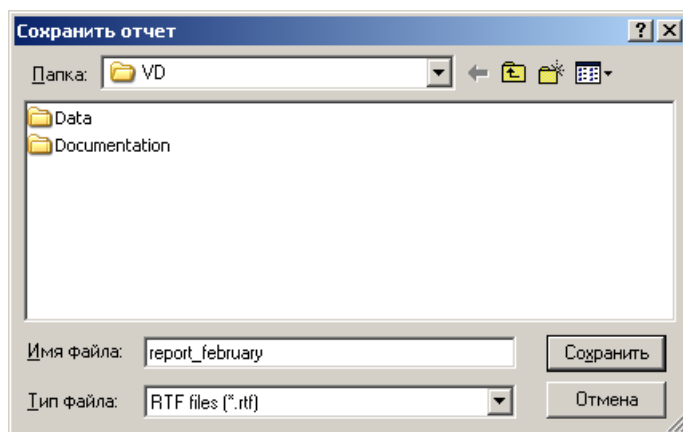 Сохранить отчет
Папка: VD
Data
Documentation
Имя файла: report_february Сохранить
Тип файла: RTF files (*.rtf) Отмена